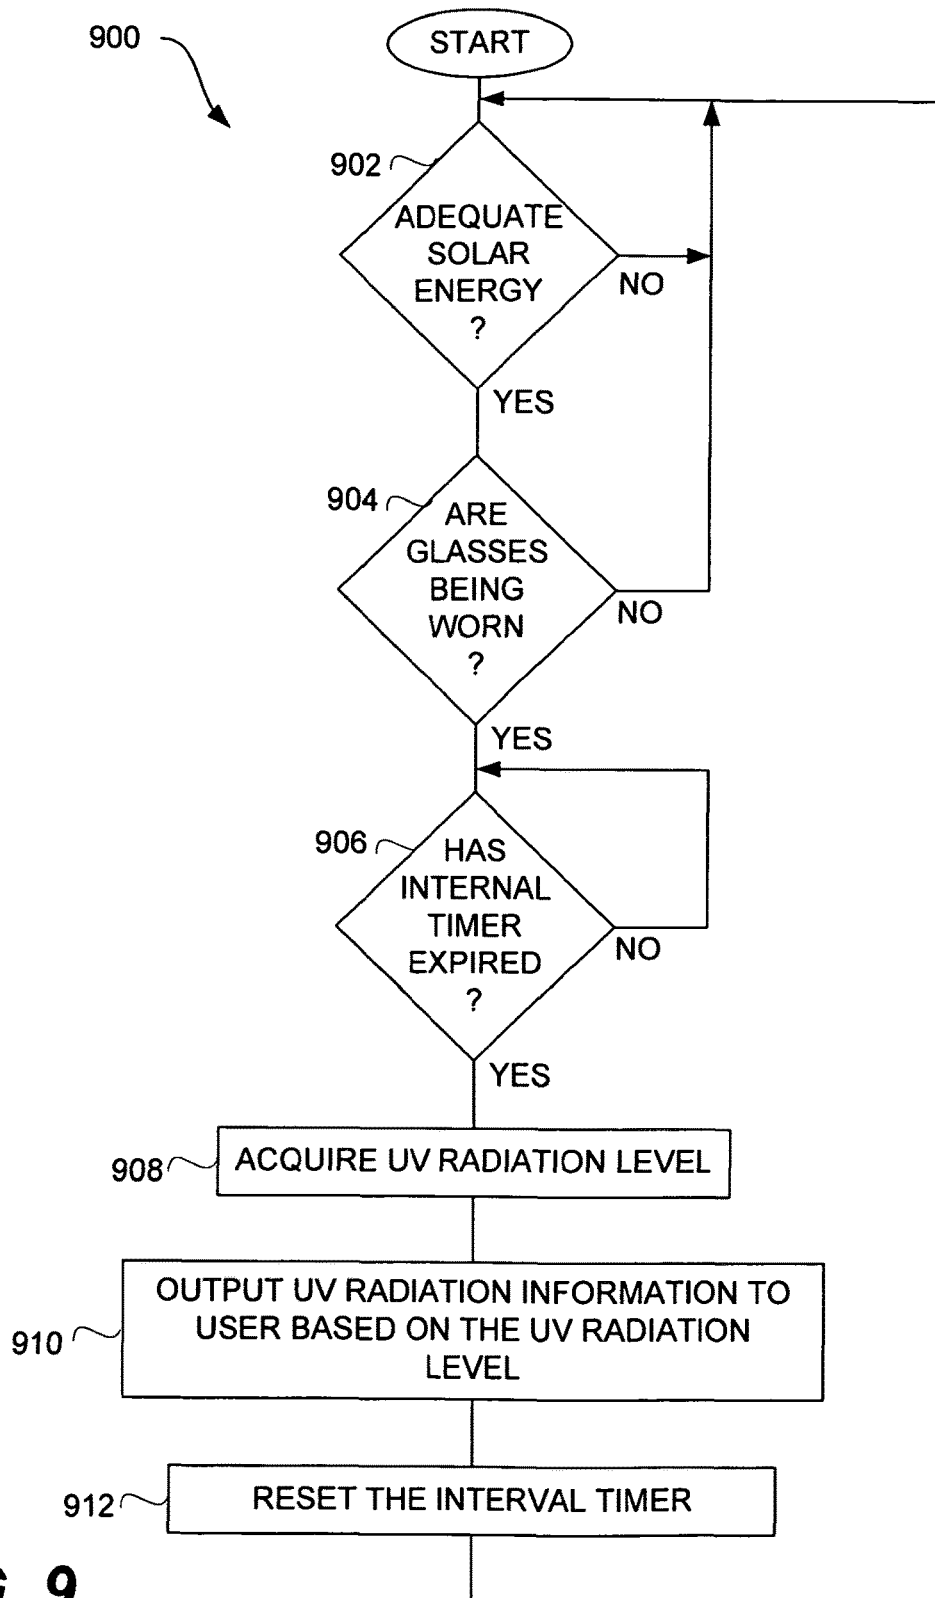 900
START
902
ADEQUATE
SOLAR
ENERGY
?
NO
YES
904
ARE
GLASSES
BEING
WORN
?
NO
YES
906
HAS
INTERNAL
TIMER
EXPIRED
?
NO
YES
908
ACQUIRE UV RADIATION LEVEL
910
OUTPUT UV RADIATION INFORMATION TO
USER BASED ON THE UV RADIATION
LEVEL
912
RESET THE INTERVAL TIMER
G. 9